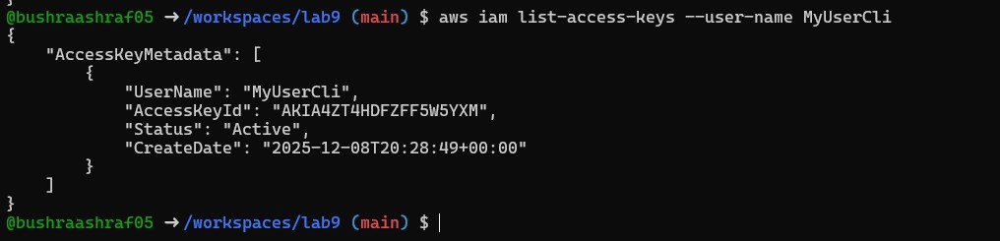 }
@bushraashraf05 ➜ /workspaces/lab9 (main) $ aws iam list-access-keys --user-name MyUserCli
{
    "AccessKeyMetadata": [
        {
            "UserName": "MyUserCli",
            "AccessKeyId": "AKIA4ZT4HDFZFF5W5YXM",
            "Status": "Active",
            "CreateDate": "2025-12-08T20:28:49+00:00"
        }
    ]
}
@bushraashraf05 ➜ /workspaces/lab9 (main) $